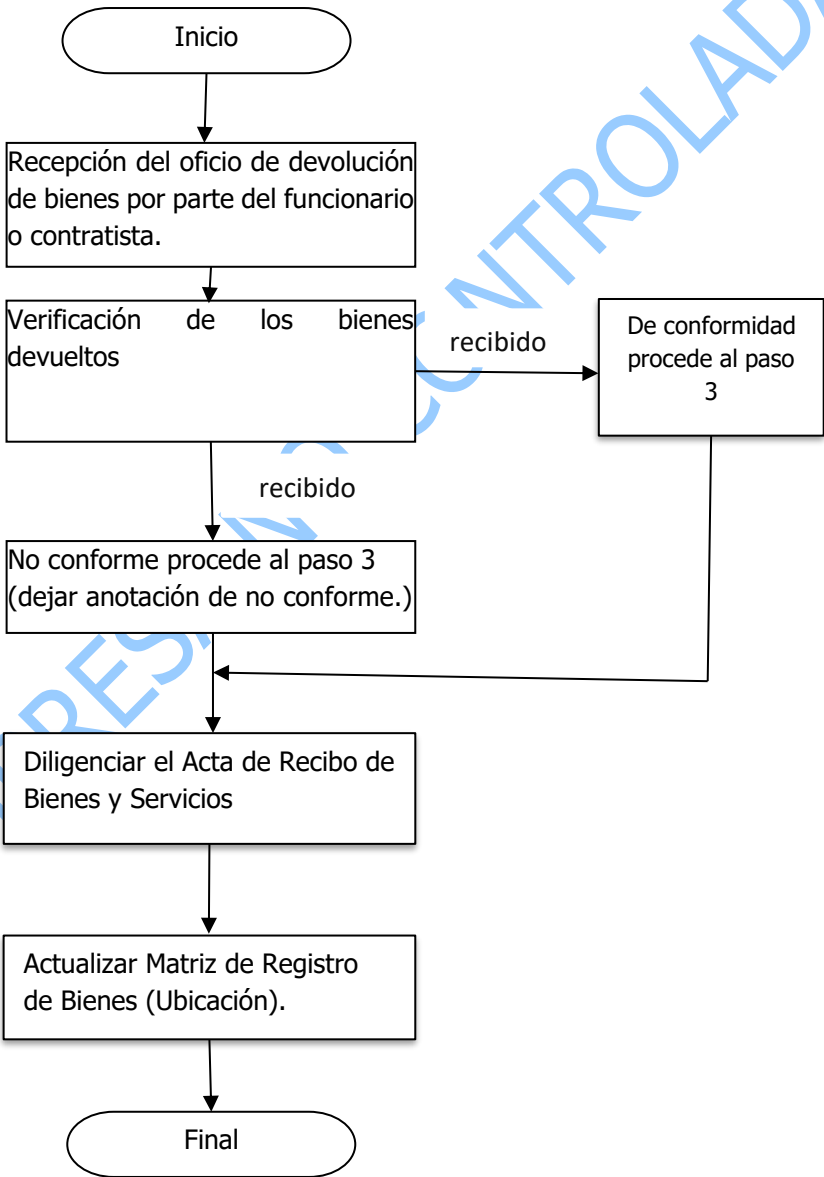 Inicio
Recepción del oficio de devolución
de bienes por parte del funcionario
o contratista.
Verificación de los bienes
devueltos
recibido
De conformidad
procede al paso
3
recibido
No conforme procede al paso 3
(dejar anotación de no conforme.)
Diligenciar el Acta de Recibo de
Bienes y Servicios
Actualizar Matriz de Registro
de Bienes (Ubicación).
Final